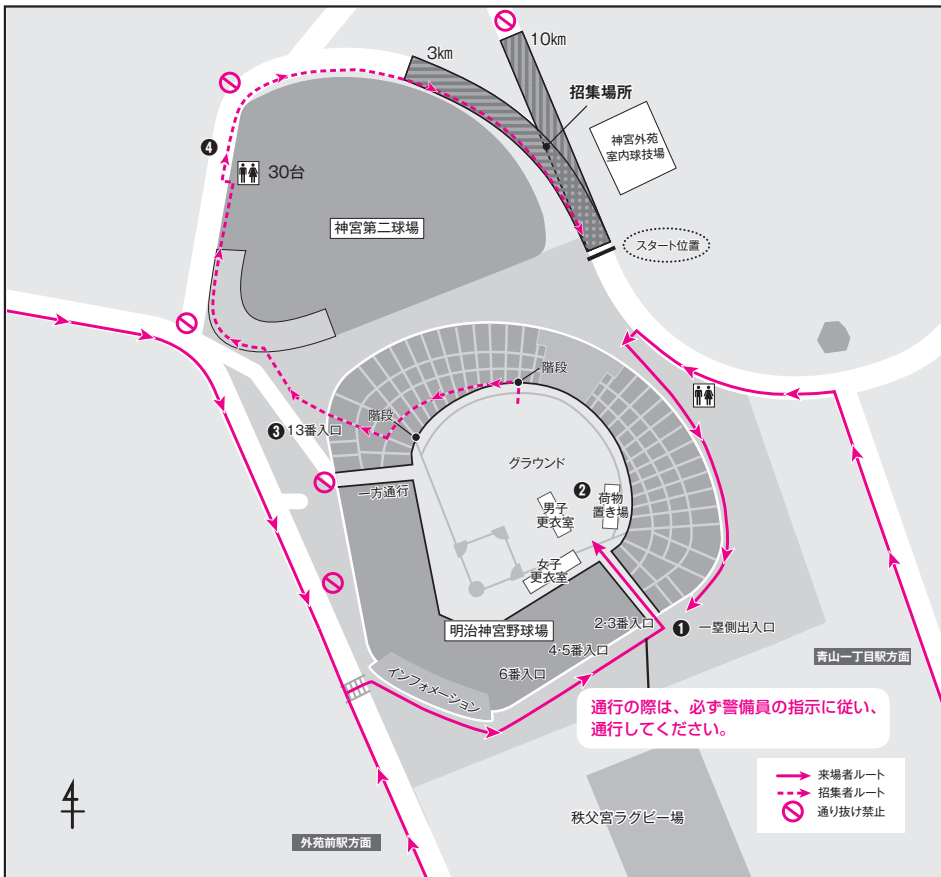 3㎞
10㎞
招集場所
神宮外苑
室内球技場
❹
30台
神宮第二球場
スタート位置
階段
階段
❸ 13番入口
グラウンド
一方通行
❷
荷物
置き場
男子
更衣室
女子
更衣室
2・3番入口
❶ 一塁側出入口
明治神宮野球場
4・5番入口
6番入口
インフォメーション
青山一丁目駅方面
通行の際は、必ず警備員の指示に従い、
通行してください。
来場者ルート
招集者ルート
通り抜け禁止
秩父宮ラグビー場
外苑前駅方面
4